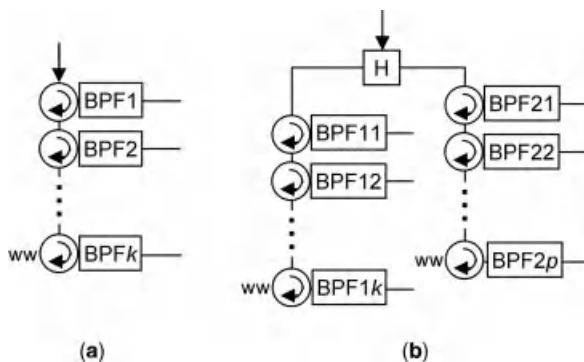 BPF1
BPF2
ww BPFk
(a)
H
BPF11
BPF12
ww BPF1k
BPF21
BPF22
ww BPF2p
(b)